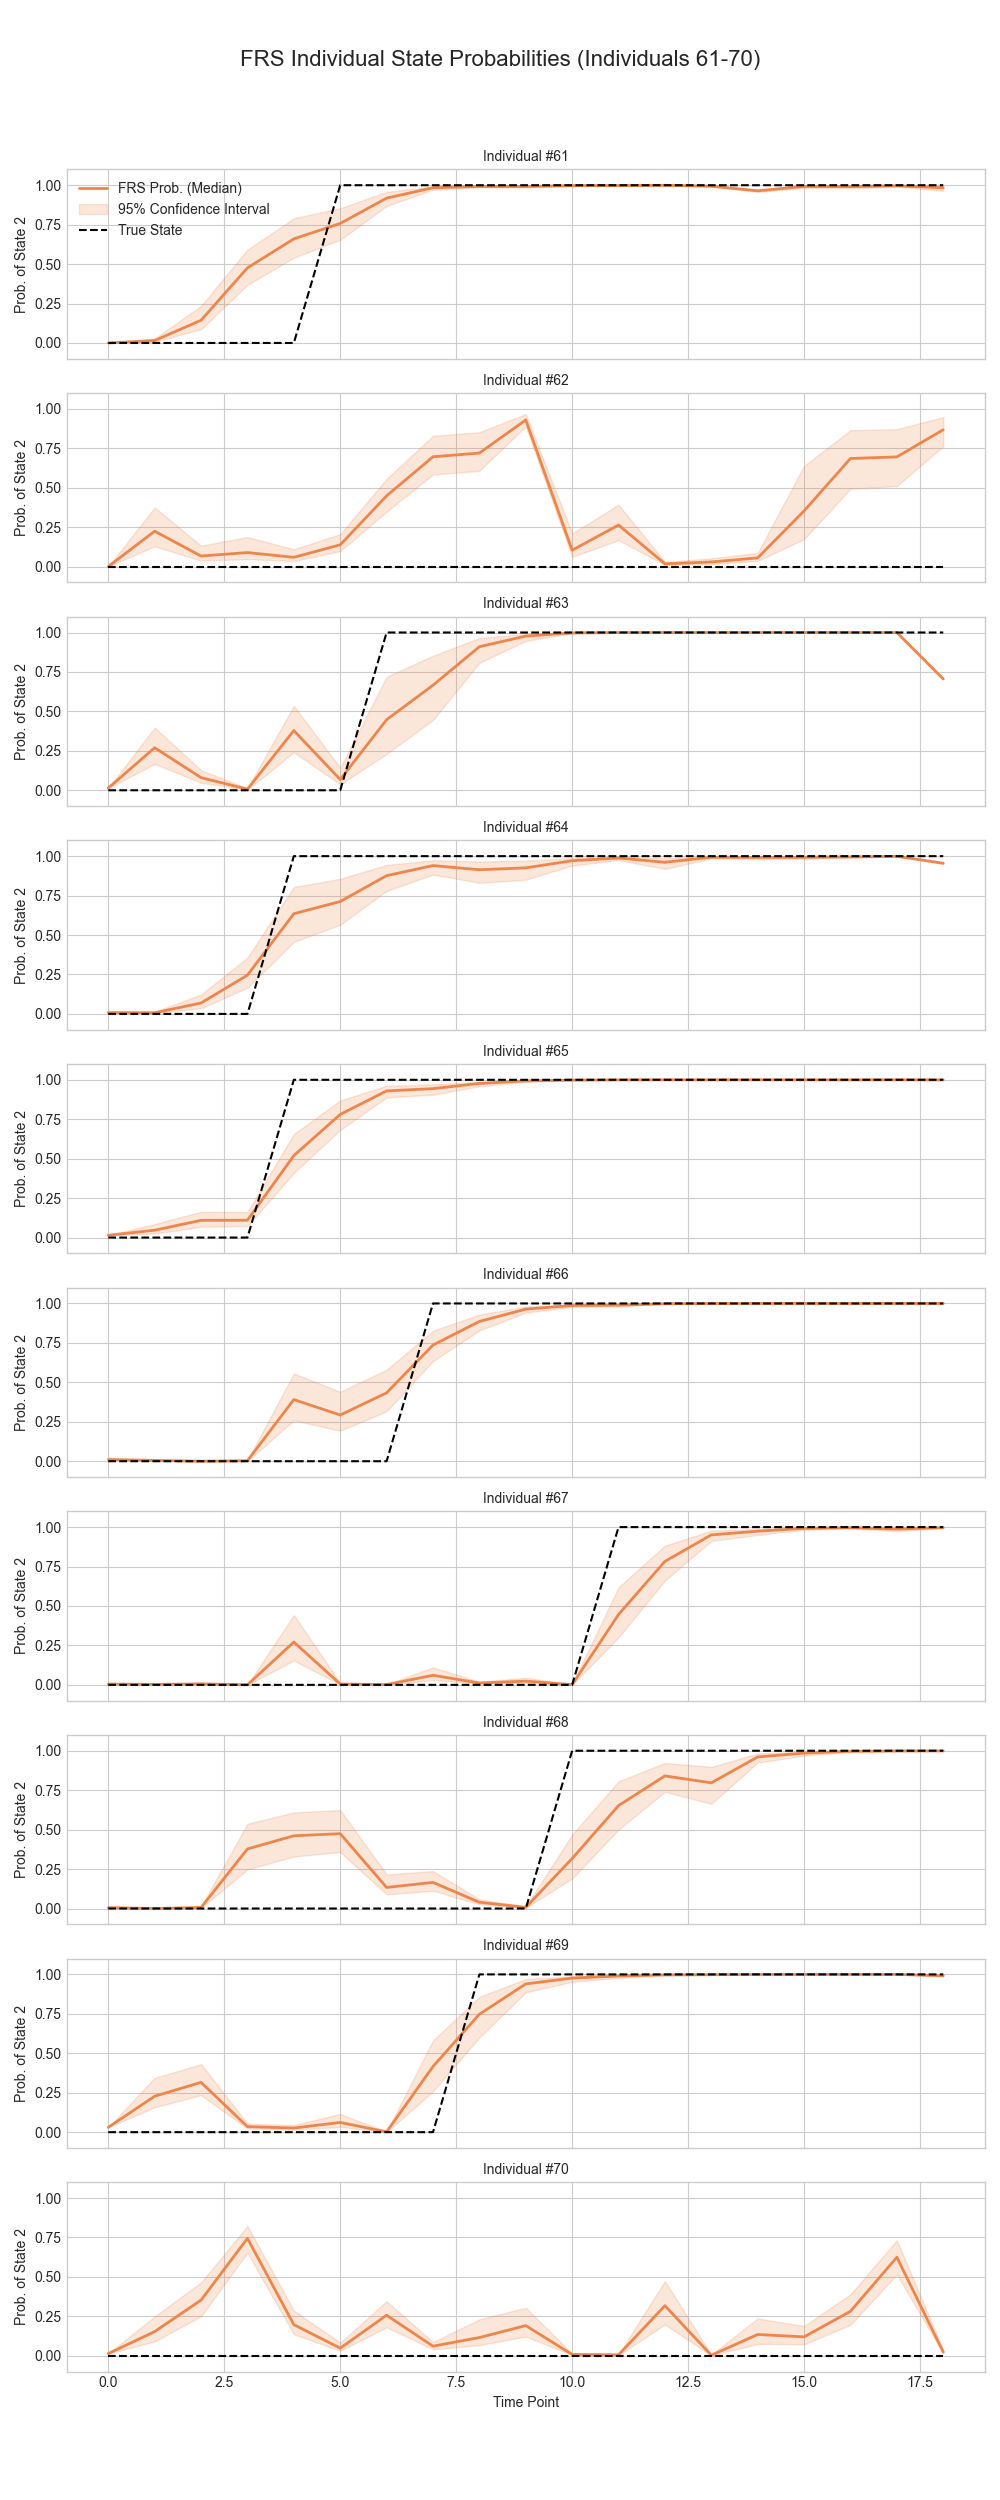 FRS Individual State Probabilities (Individuals 61-70)
Individual #61
1.00
0.75
0.50
0.25
0.00
Prob. of State 2
FRS Prob. (Median)
95% Confidence Interval
True State
Individual #62
1.00
0.75
0.50
0.25
0.00
Prob. of State 2
Individual #63
1.00
0.75
0.50
0.25
0.00
Prob. of State 2
Individual #64
1.00
0.75
0.50
0.25
0.00
Prob. of State 2
Individual #65
1.00
0.75
0.50
0.25
0.00
Prob. of State 2
Individual #66
1.00
0.75
0.50
0.25
0.00
Prob. of State 2
Individual #67
1.00
0.75
0.50
0.25
0.00
Prob. of State 2
Individual #68
1.00
0.75
0.50
0.25
0.00
Prob. of State 2
Individual #69
1.00
0.75
0.50
0.25
0.00
Prob. of State 2
Individual #70
1.00
0.75
0.50
0.25
0.00
Prob. of State 2
0.0 2.5 5.0 7.5 10.0 12.5 15.0 17.5
Time Point